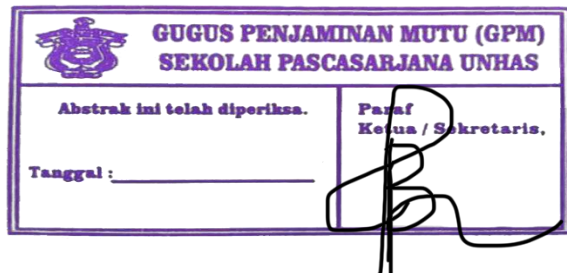 GUGUS PENJAMINAN MUTU (GPM)
SEKOLAH PASCASARJANA UNHAS
Abstrak ini telah diperiksa.
Tanggal :
Paraf
Ketua / Sekretaris,